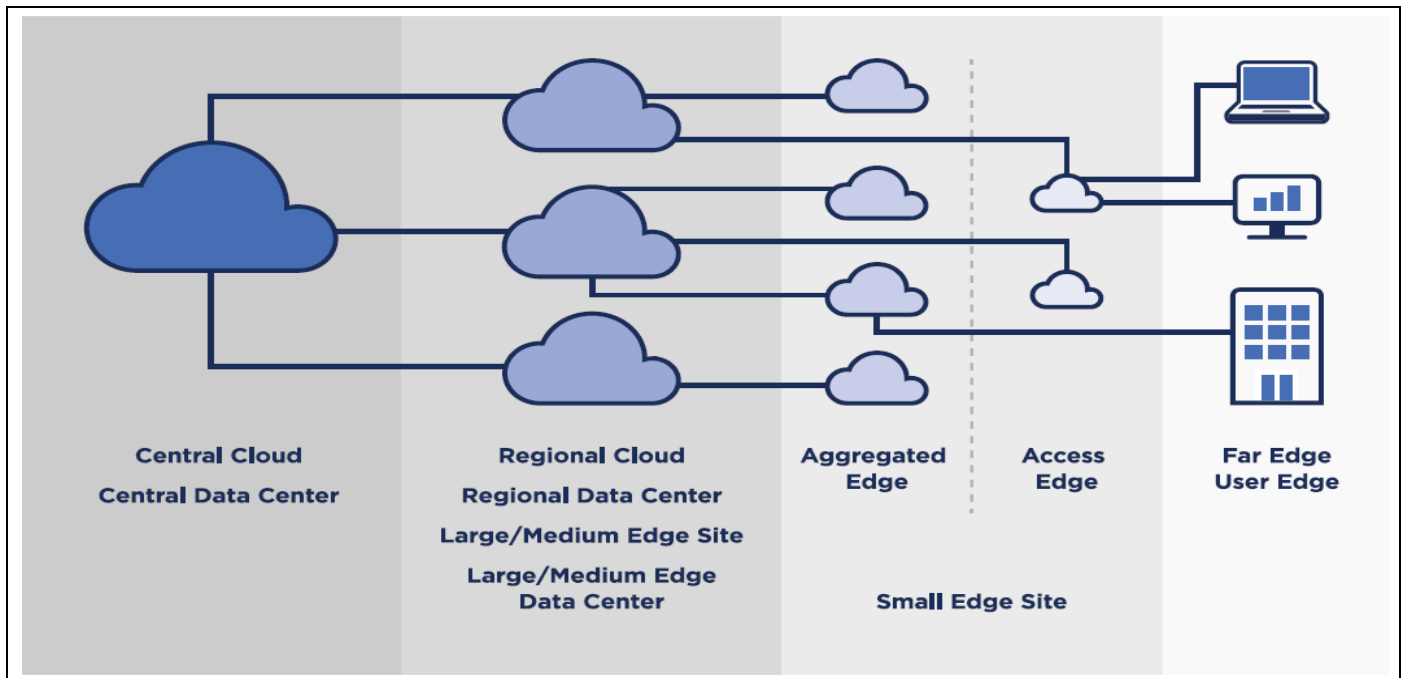 Central Cloud
Central Data Center
Regional Cloud
Regional Data Center
Large/Medium Edge Site
Large/Medium Edge
Data Center
Aggregated
Edge
Access
Edge
Small Edge Site
Far Edge
User Edge